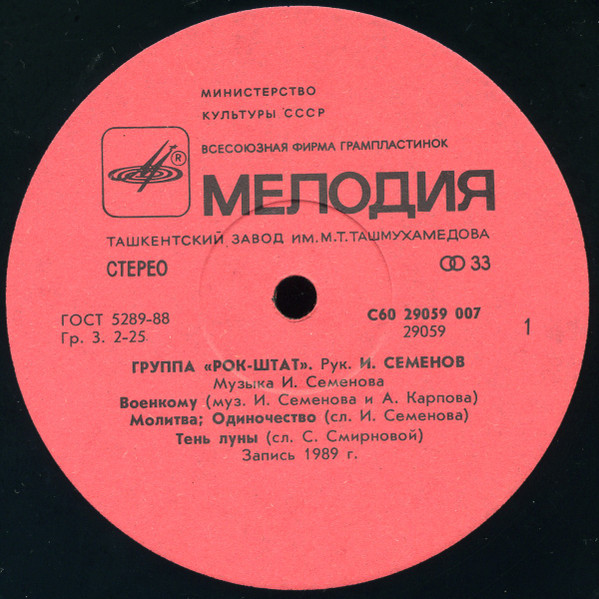 МИНИСТЕРСТВО
КУЛЬТУРЫ СССР
ВСЕСОЮЗНАЯ ФИРМА ГРАМПЛАСТИНОК
®
МЕЛОДИЯ
ТАШКЕНТСКИЙ ЗАВОД ИМ. М.Т. ТАШМУХАМЕДОВА
СТЕРЕО 33
ГОСТ 5289-88 С60 29059 007
Гр. 3. 2-25 29059 1
ГРУППА «РОК-ШТАТ». Рук. И. СЕМЕНОВ
Музыка И. Семенова
Военкому (муз. И. Семенова и А. Карпова)
Молитва; Одиночество (сл. И. Семенова)
Тень луны (сл. С. Смирновой)
Запись 1989 г.